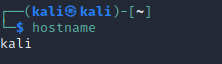 ┌──(kali㉿kali)-[~]
└─$ hostname
kali